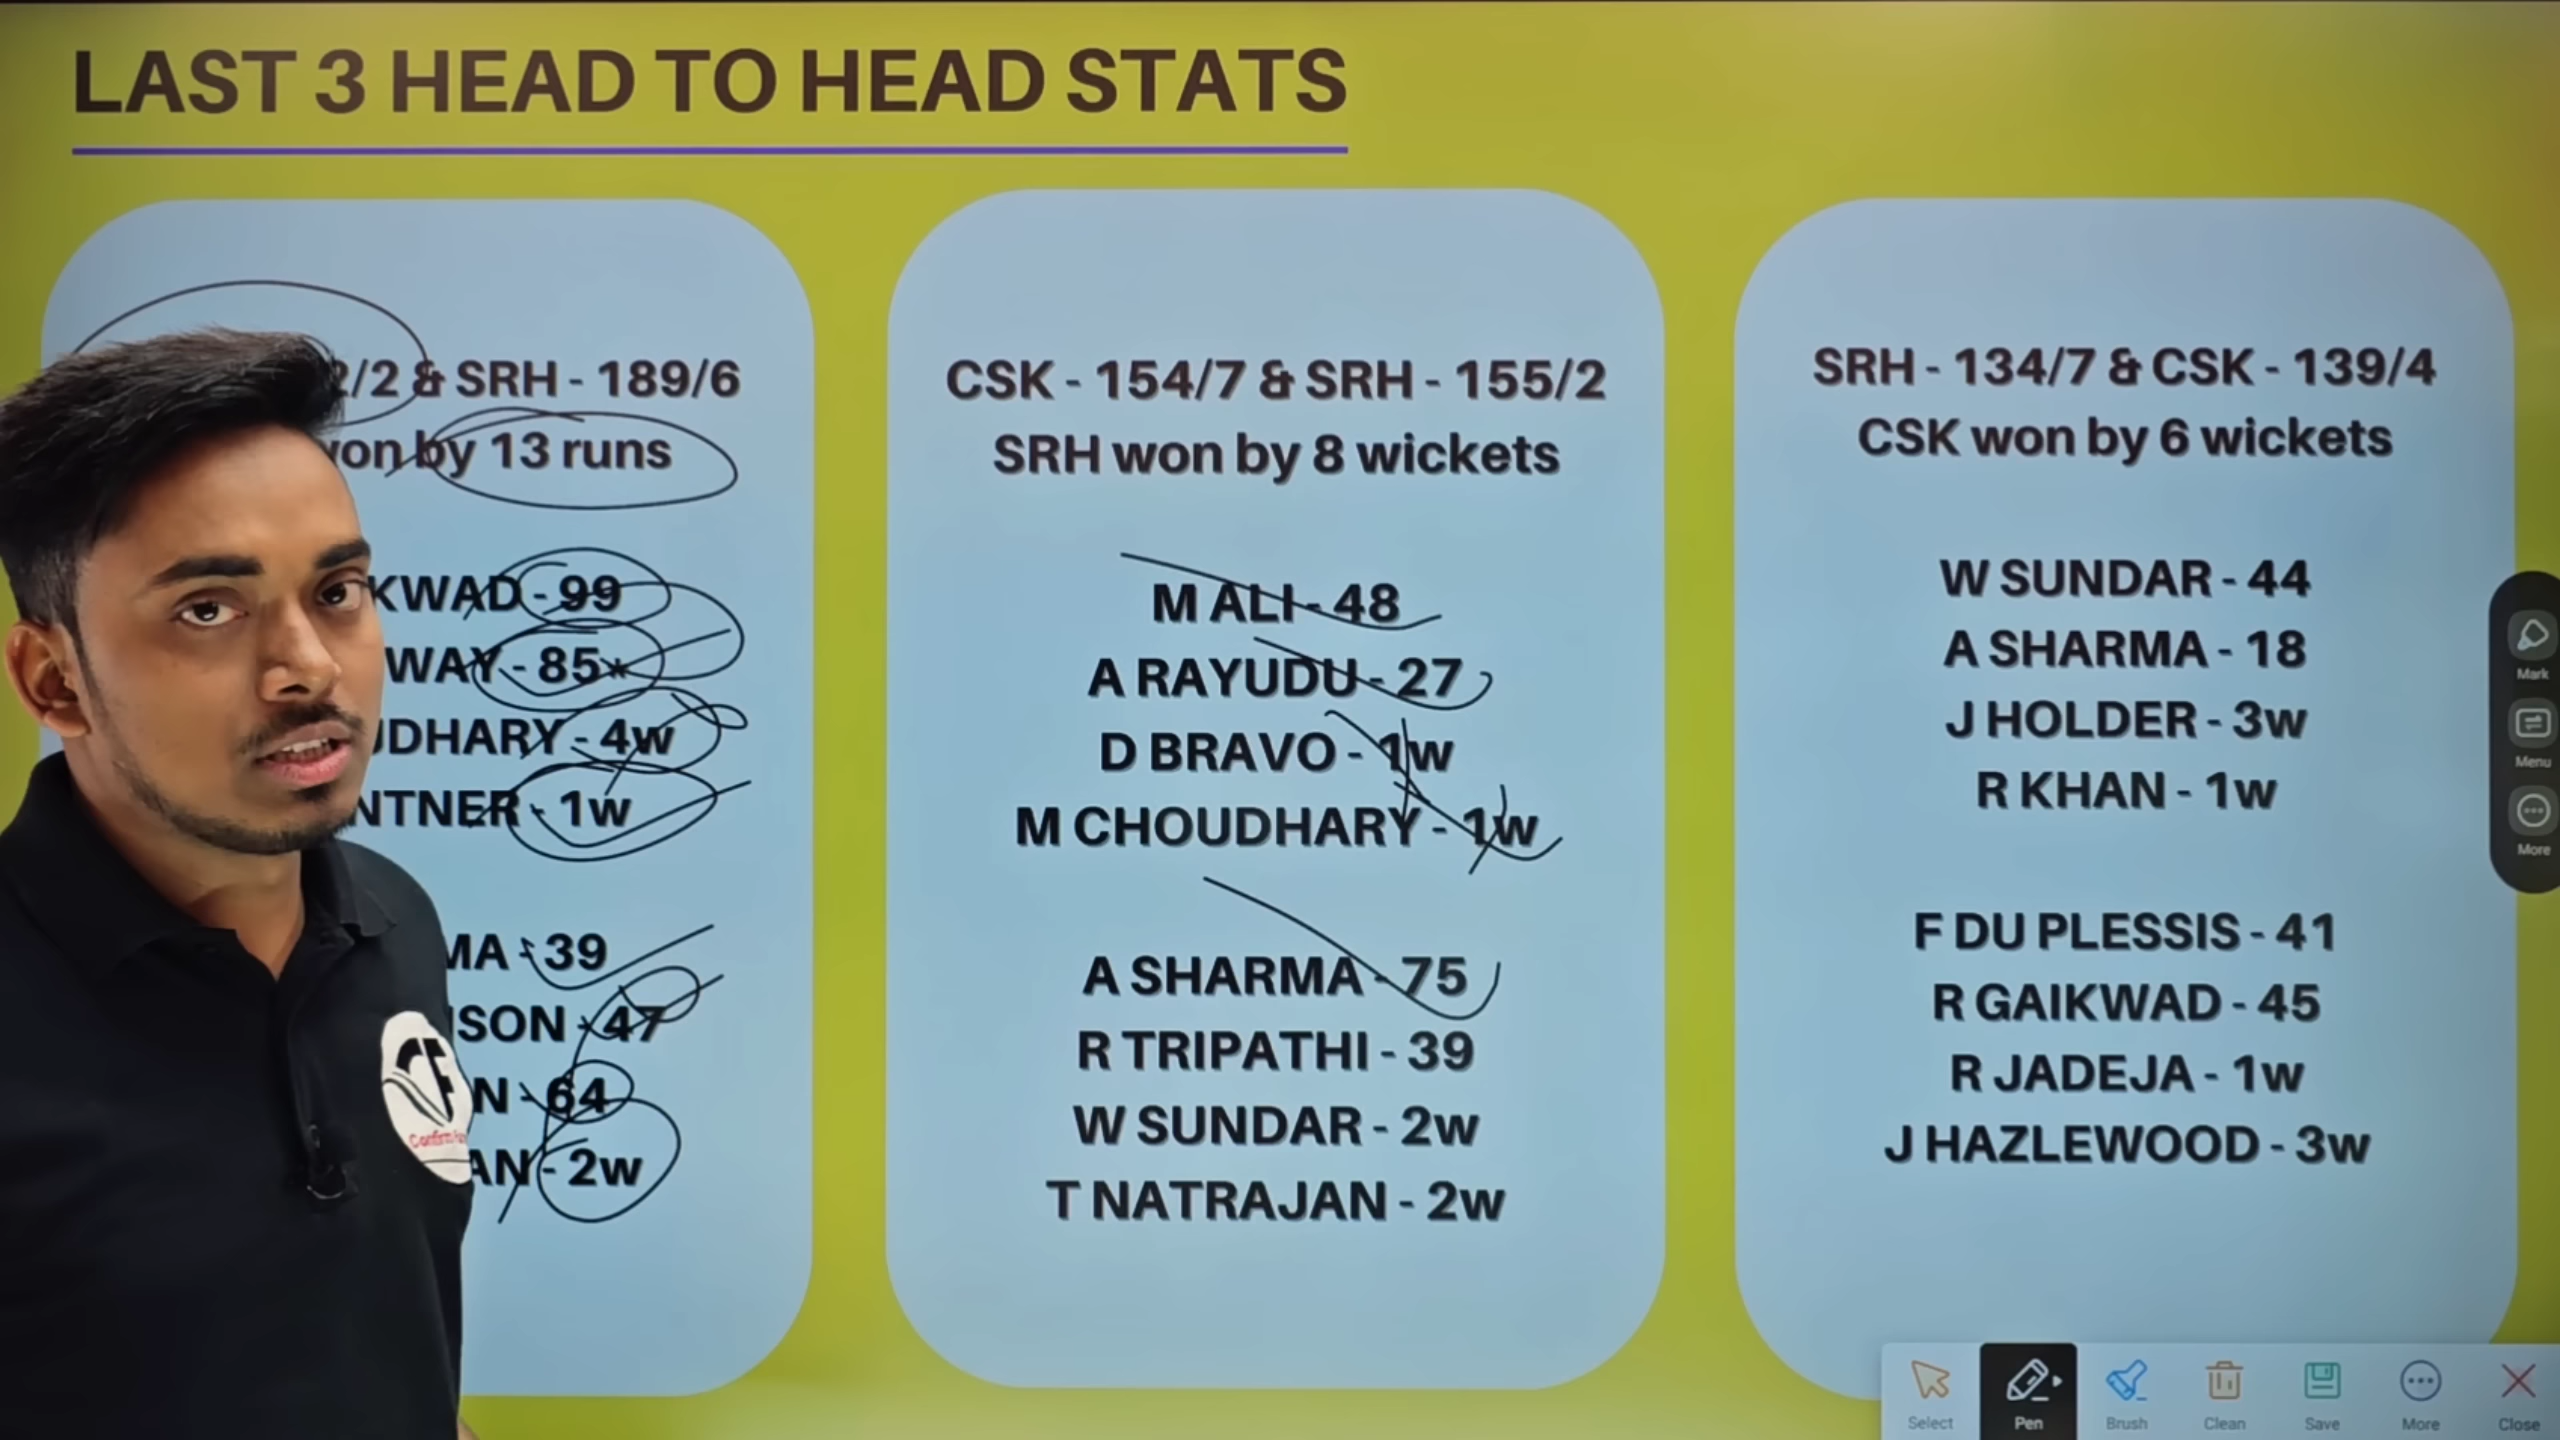 LAST 3 HEAD TO HEAD STATS
2/2 & SRH - 189/6
won by 13 runs
KWAD - 99
WAY - 85*
UDHARY - 4w
NTNER - 1w
MA - 39
SON - 47
N - 64
AN - 2w
CSK - 154/7 & SRH - 155/2
SRH won by 8 wickets
M ALI - 48
A RAYUDU - 27
D BRAVO - 1w
M CHOUDHARY - 1w
A SHARMA - 75
R TRIPATHI - 39
W SUNDAR - 2w
T NATRAJAN - 2w
SRH - 134/7 & CSK - 139/4
CSK won by 6 wickets
W SUNDAR - 44
A SHARMA - 18
J HOLDER - 3w
R KHAN - 1w
F DU PLESSIS - 41
R GAIKWAD - 45
R JADEJA - 1w
J HAZLEWOOD - 3w
Mark
Menu
More
Select
Pen
Brush
Clean
Save
More
Close